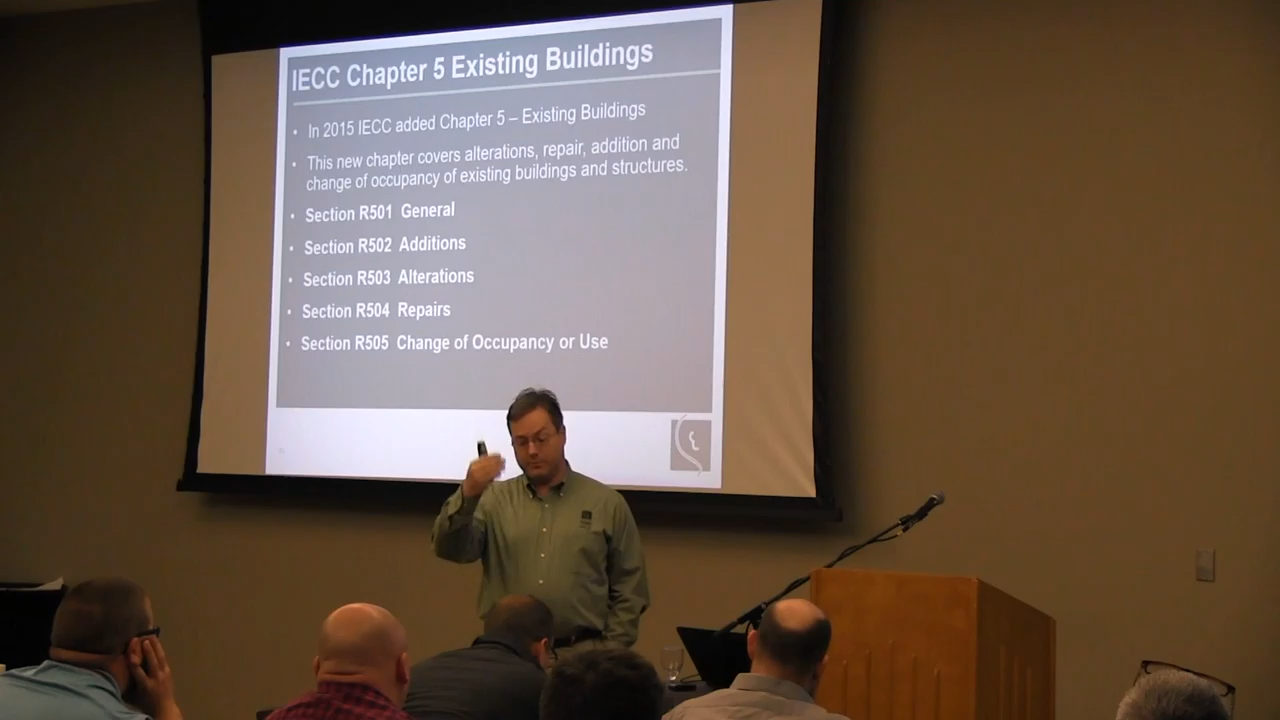 IECC Chapter 5 Existing Buildings
• In 2015 IECC added Chapter 5 – Existing Buildings
• This new chapter covers alterations, repair, addition and
change of occupancy of existing buildings and structures.
• Section R501 General
• Section R502 Additions
• Section R503 Alterations
• Section R504 Repairs
• Section R505 Change of Occupancy or Use